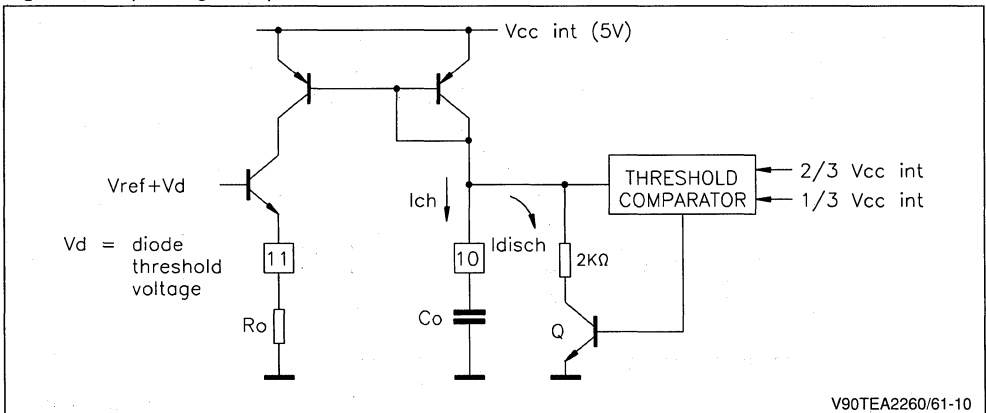 Vcc int (5V)
Vref+Vd
Vd = diode
threshold
voltage
11
Ro
Ich
Idisch
10
Co
2KΩ
Q
THRESHOLD
COMPARATOR
2/3 Vcc int
1/3 Vcc int
V90TEA2260/61-10